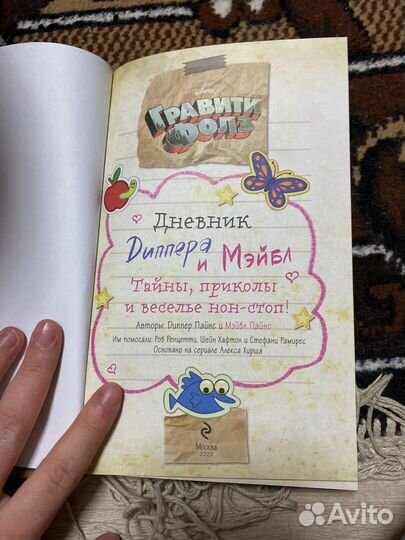 Disney
ГРАВИТИ
ФОЛЗ
Дневник
Диппера и Мэйбл
Тайны, приколы
и веселье нон-стоп!
Авторы: Диппер Пайнс и Мэйбл Пайнс
Им помогали: Роб Ренцетти, Шейн Хафтон и Стефани Рамирес
Основано на сериале Алекса Хирша
Москва
2020
Avito